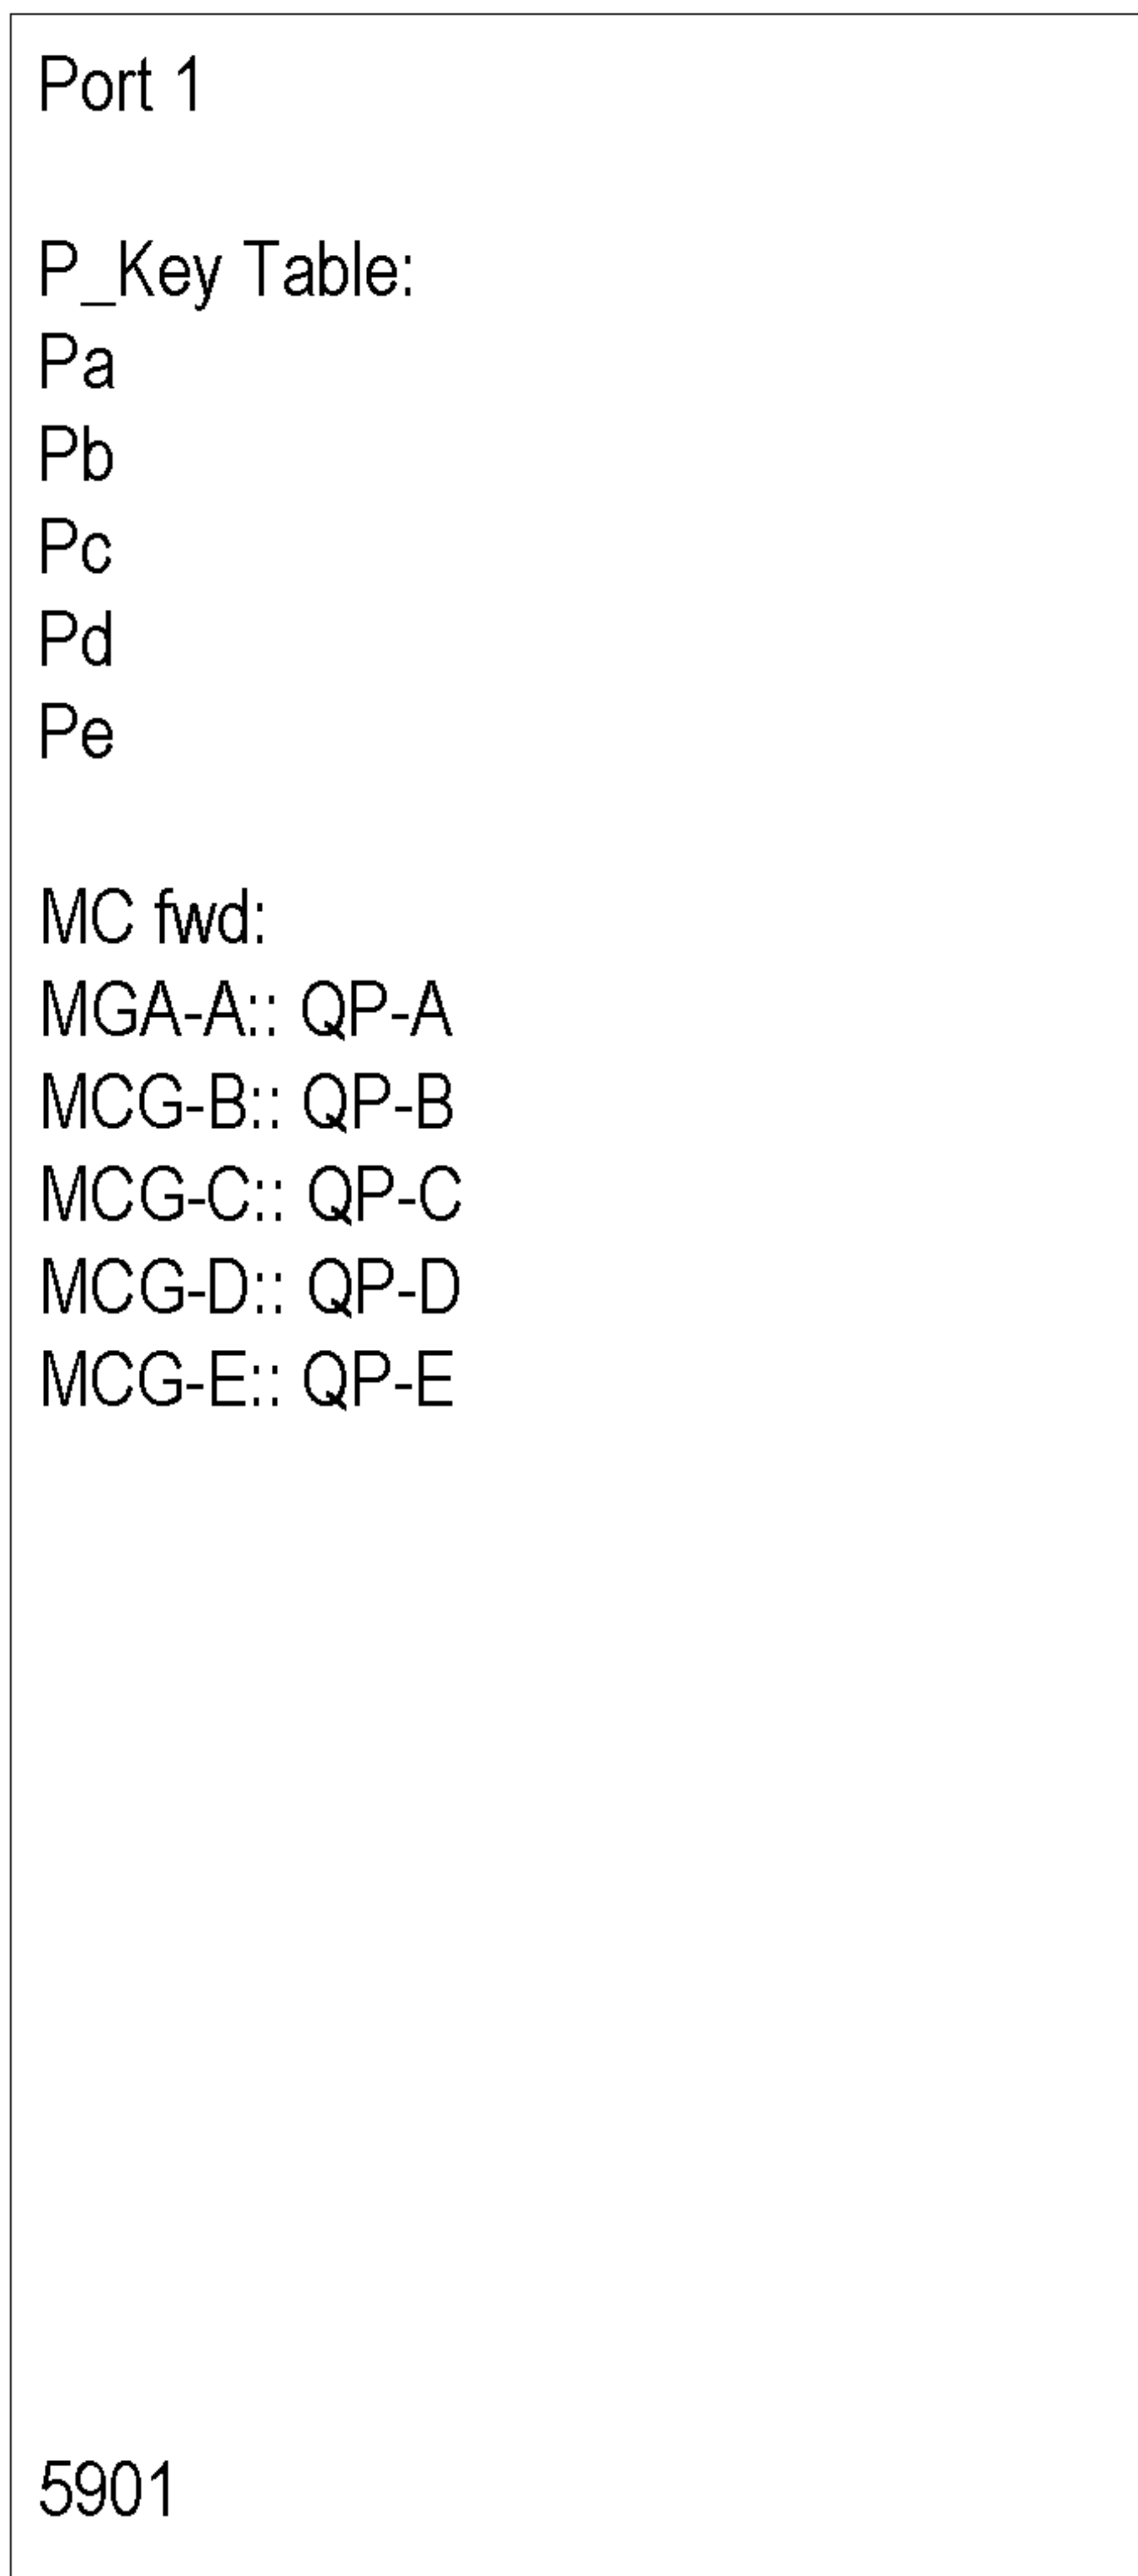 Port 1
P_Key Table:
Pa
Pb
Pc
Pd
Pe
MC fwd:
MGA-A:: QP-A
MCG-B:: QP-B
MCG-C:: QP-C
MCG-D:: QP-D
MCG-E:: QP-E
5901